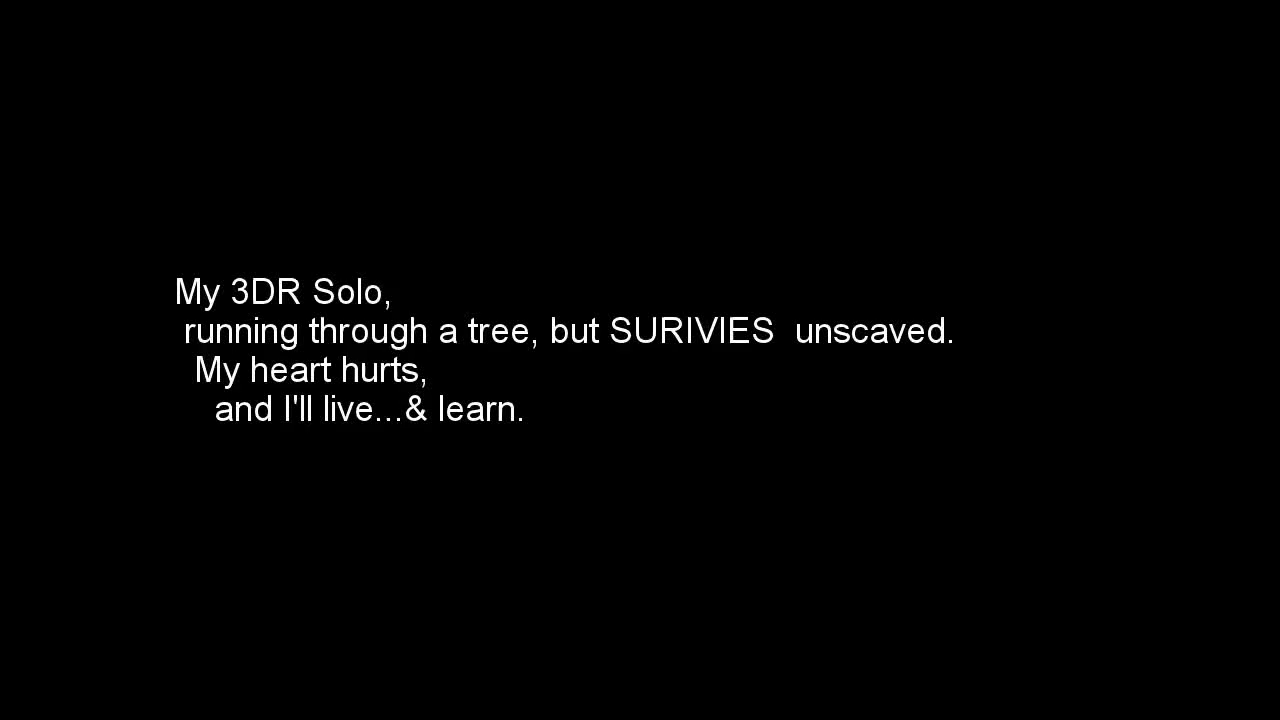 My 3DR Solo,
running through a tree, but SURIVIES  unscaved.
My heart hurts,
and I'll live...& learn.